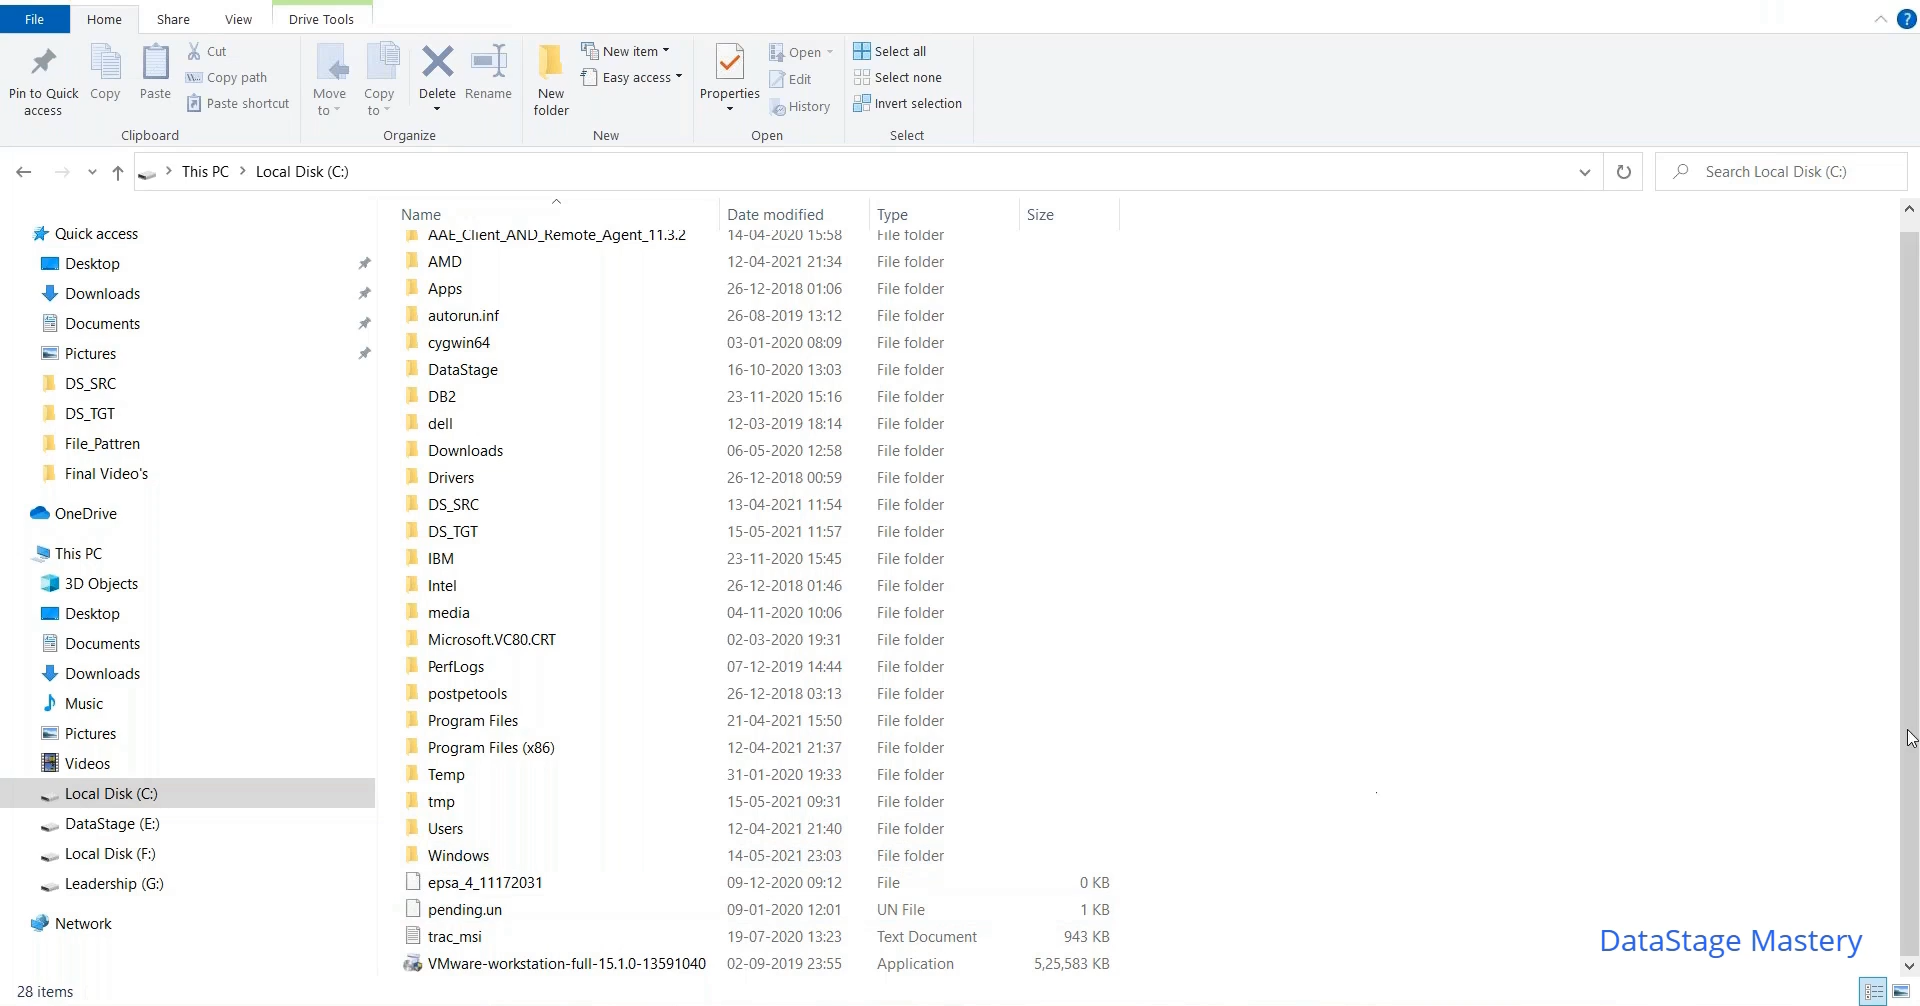 File Home Share View Drive Tools
Pin to Quick access
Copy
Paste
Cut
Copy path
Paste shortcut
Clipboard
Move to
Copy to
Delete
Rename
Organize
New folder
New item
Easy access
New
Properties
Open
Edit
History
Open
Select all
Select none
Invert selection
Select
This PC Local Disk (C:)
Search Local Disk (C:)
Quick access
Desktop
Downloads
Documents
Pictures
DS_SRC
DS_TGT
File_Pattren
Final Video's
OneDrive
This PC
3D Objects
Desktop
Documents
Downloads
Music
Pictures
Videos
Local Disk (C:)
DataStage (E:)
Local Disk (F:)
Leadership (G:)
Network
Name Date modified Type Size
AAE_Client_AND_Remote_Agent_11.3.2 14-04-2020 15:58 File folder
AMD 12-04-2021 21:34 File folder
Apps 26-12-2018 01:06 File folder
autorun.inf 26-08-2019 13:12 File folder
cygwin64 03-01-2020 08:09 File folder
DataStage 16-10-2020 13:03 File folder
DB2 23-11-2020 15:16 File folder
dell 12-03-2019 18:14 File folder
Downloads 06-05-2020 12:58 File folder
Drivers 26-12-2018 00:59 File folder
DS_SRC 13-04-2021 11:54 File folder
DS_TGT 15-05-2021 11:57 File folder
IBM 23-11-2020 15:45 File folder
Intel 26-12-2018 01:46 File folder
media 04-11-2020 10:06 File folder
Microsoft.VC80.CRT 02-03-2020 19:31 File folder
PerfLogs 07-12-2019 14:44 File folder
postpetools 26-12-2018 03:13 File folder
Program Files 21-04-2021 15:50 File folder
Program Files (x86) 12-04-2021 21:37 File folder
Temp 31-01-2020 19:33 File folder
tmp 15-05-2021 09:31 File folder
Users 12-04-2021 21:40 File folder
Windows 14-05-2021 23:03 File folder
epsa_4_11172031 09-12-2020 09:12 File 0 KB
pending.un 09-01-2020 12:01 UN File 1 KB
trac_msi 19-07-2020 13:23 Text Document 943 KB
VMware-workstation-full-15.1.0-13591040 02-09-2019 23:55 Application 5,25,583 KB
DataStage Mastery
28 items